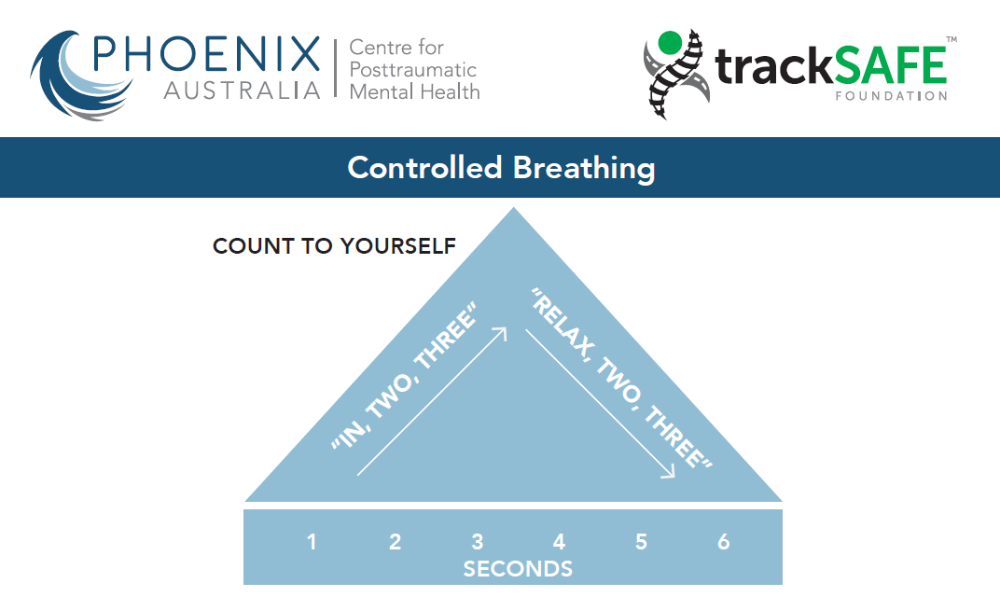 PHOENIX
AUSTRALIA
Centre for
Posttraumatic
Mental Health
trackSAFE™
FOUNDATION
Controlled Breathing
COUNT TO YOURSELF
“IN, TWO, THREE”
“RELAX, TWO, THREE”
1 2 3 4 5 6
SECONDS